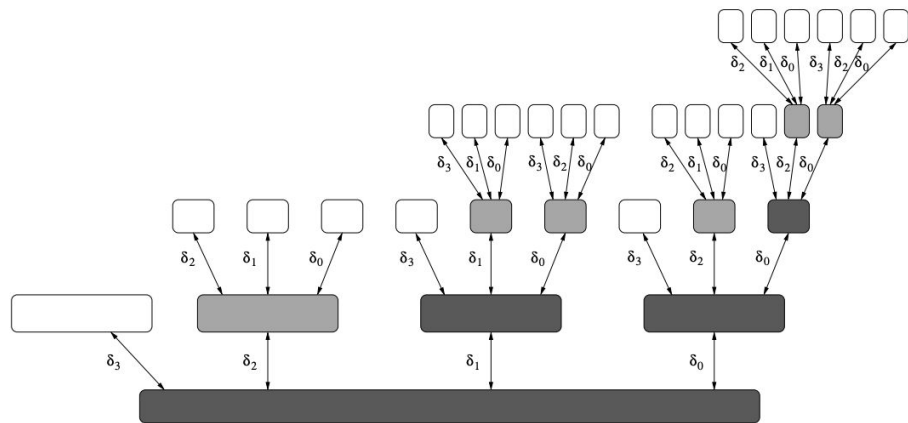 δ₂ δ₁ δ₀ δ₃ δ₂ δ₀
δ₃ δ₁ δ₀ δ₃ δ₂ δ₀ δ₂ δ₁ δ₀ δ₃ δ₂ δ₀
δ₂ δ₁ δ₀ δ₃ δ₁ δ₀ δ₃ δ₂ δ₀
δ₃ δ₂ δ₁ δ₀